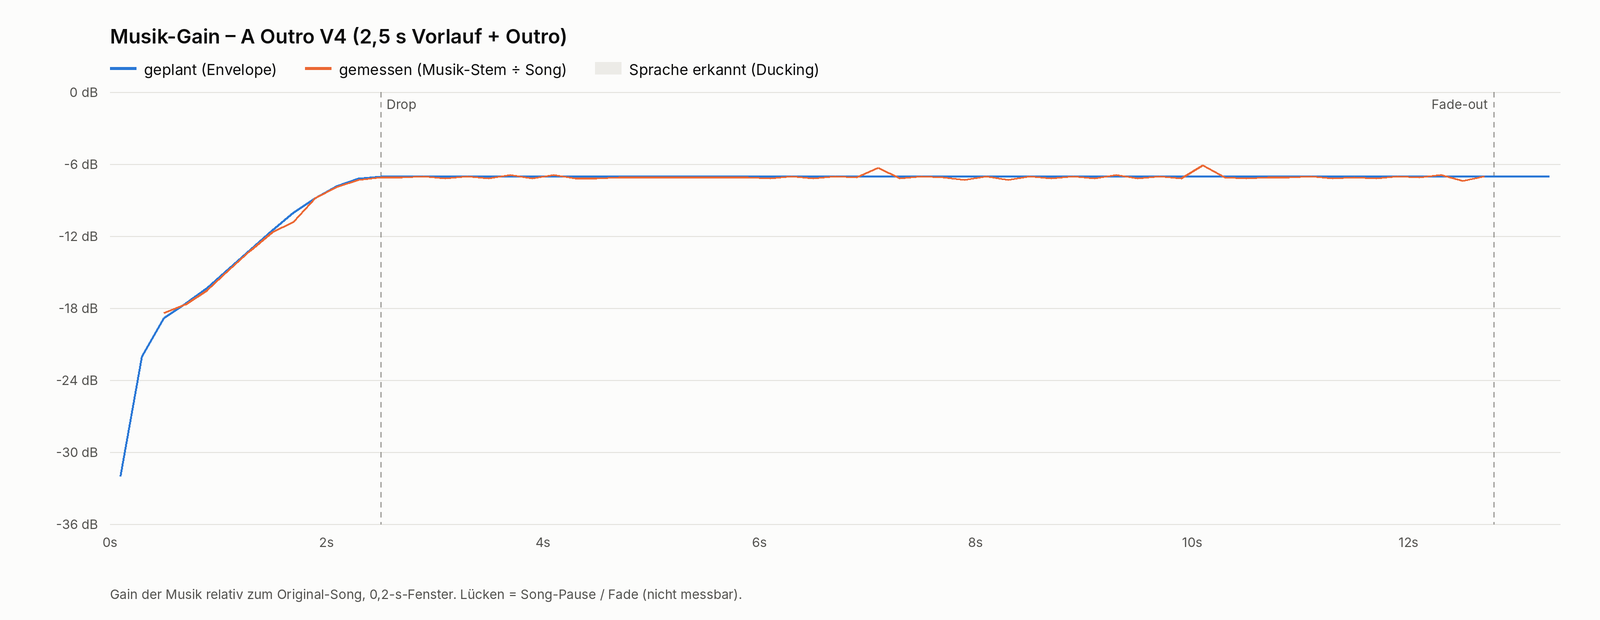 Musik-Gain – A Outro V4 (2,5 s Vorlauf + Outro)
geplant (Envelope) gemessen (Musik-Stem ÷ Song) Sprache erkannt (Ducking)
0 dB
Drop
Fade-out
-6 dB
-12 dB
-18 dB
-24 dB
-30 dB
-36 dB
0s 2s 4s 6s 8s 10s 12s
Gain der Musik relativ zum Original-Song, 0,2-s-Fenster. Lücken = Song-Pause / Fade (nicht messbar).